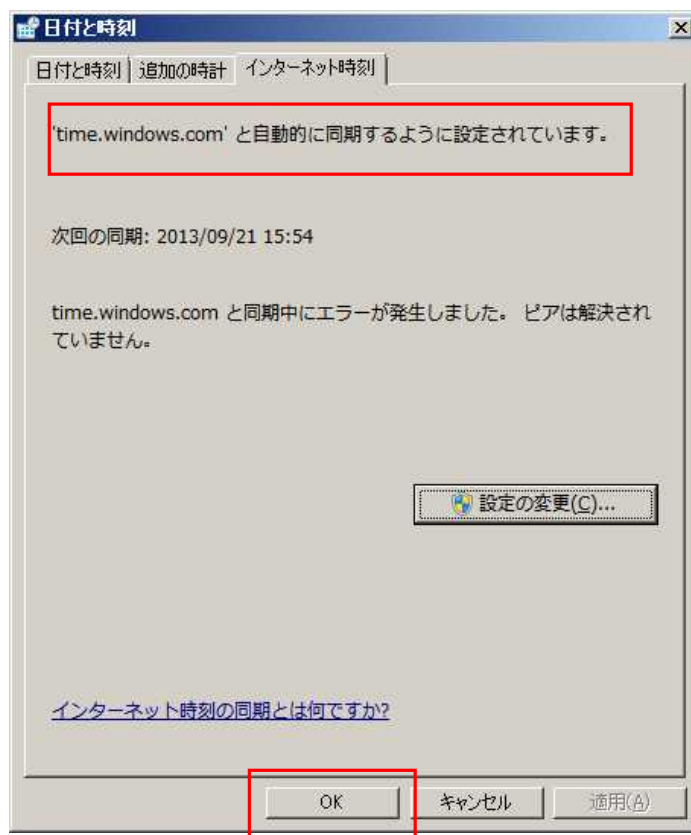 日付と時刻
日付と時刻 追加の時計 インターネット時刻
'time.windows.com' と自動的に同期するように設定されています。
次回の同期: 2013/09/21 15:54
time.windows.com と同期中にエラーが発生しました。 ピアは解決され
ていません。
設定の変更(C)...
インターネット時刻の同期とは何ですか?
OK キャンセル 適用(A)